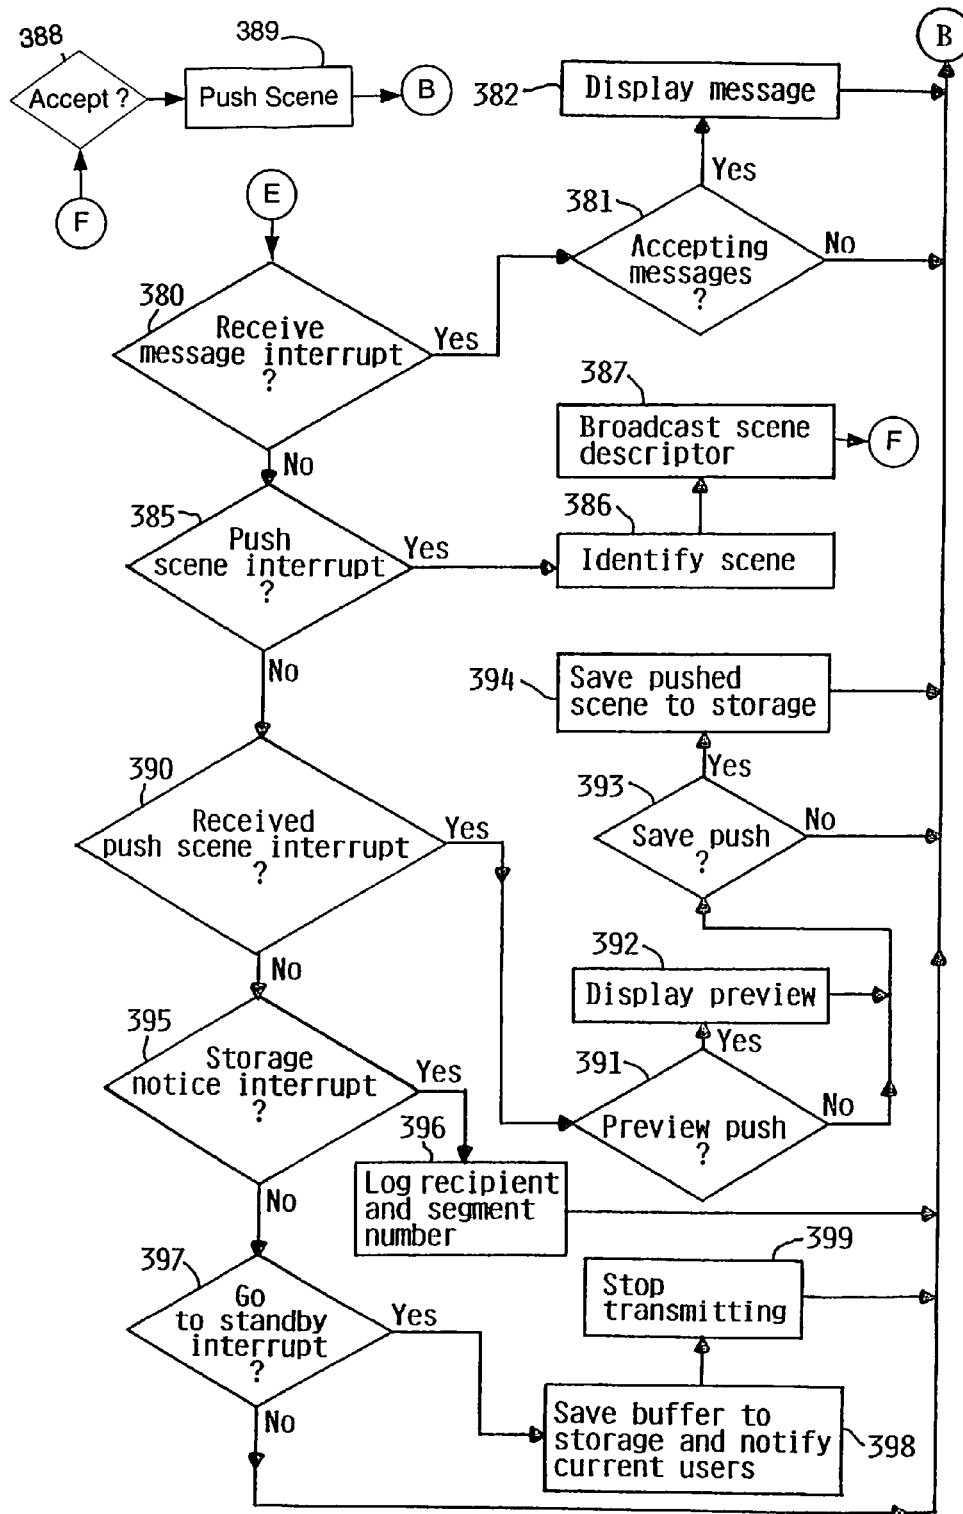 388
389
B
Accept ?
Push Scene
B
382
Display message
F
E
Yes
381
Accepting
messages
?
No
380
Receive
message interrupt
?
Yes
No
387
Broadcast scene
descriptor
F
385
Push
scene interrupt
?
Yes
386
Identify scene
No
394
Save pushed
scene to storage
390
Received
push scene interrupt
?
Yes
393
Yes
Save push
?
No
No
392
Display preview
395
Storage
notice interrupt
?
Yes
391
Yes
Preview push
?
No
396
Log recipient
and segment
number
No
397
Go
to standby
interrupt
?
Yes
399
Stop
transmitting
No
Save buffer to
storage and notify
current users
398